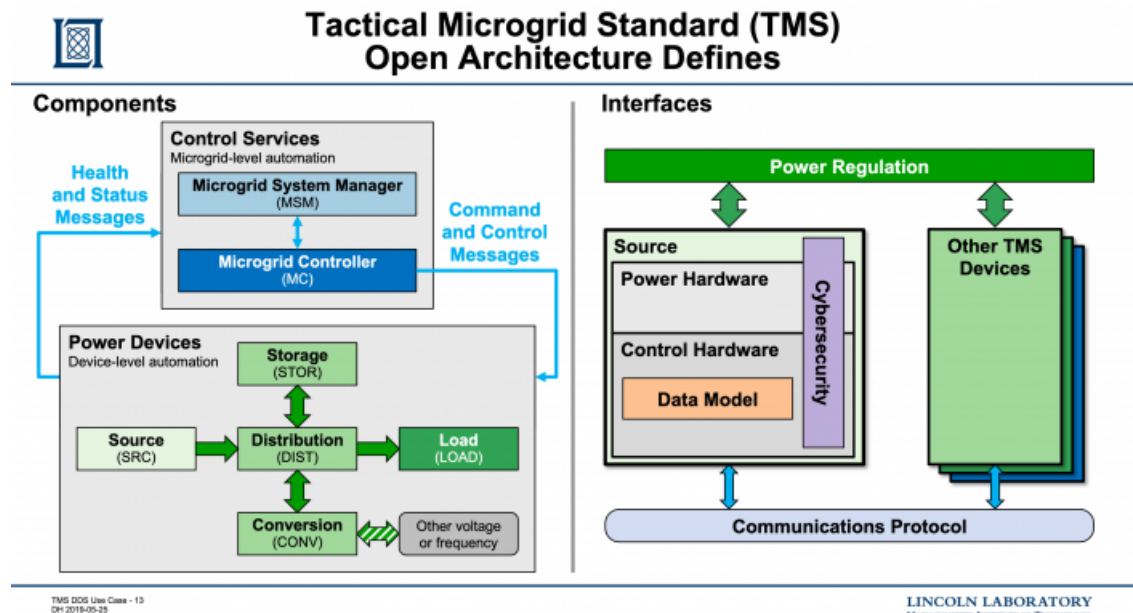 Tactical Microgrid Standard (TMS)
Open Architecture Defines
Components
Control Services
Microgrid-level automation
Microgrid System Manager
(MSM)
Microgrid Controller
(MC)
Health
and Status
Messages
Command
and Control
Messages
Power Devices
Device-level automation
Storage
(STOR)
Source
(SRC)
Distribution
(DIST)
Load
(LOAD)
Conversion
(CONV)
Other voltage
or frequency
Interfaces
Power Regulation
Source
Power Hardware
Control Hardware
Data Model
Cybersecurity
Other TMS
Devices
Communications Protocol
TMS DDS Use Case - 13
DH 2019-05-25
LINCOLN LABORATORY